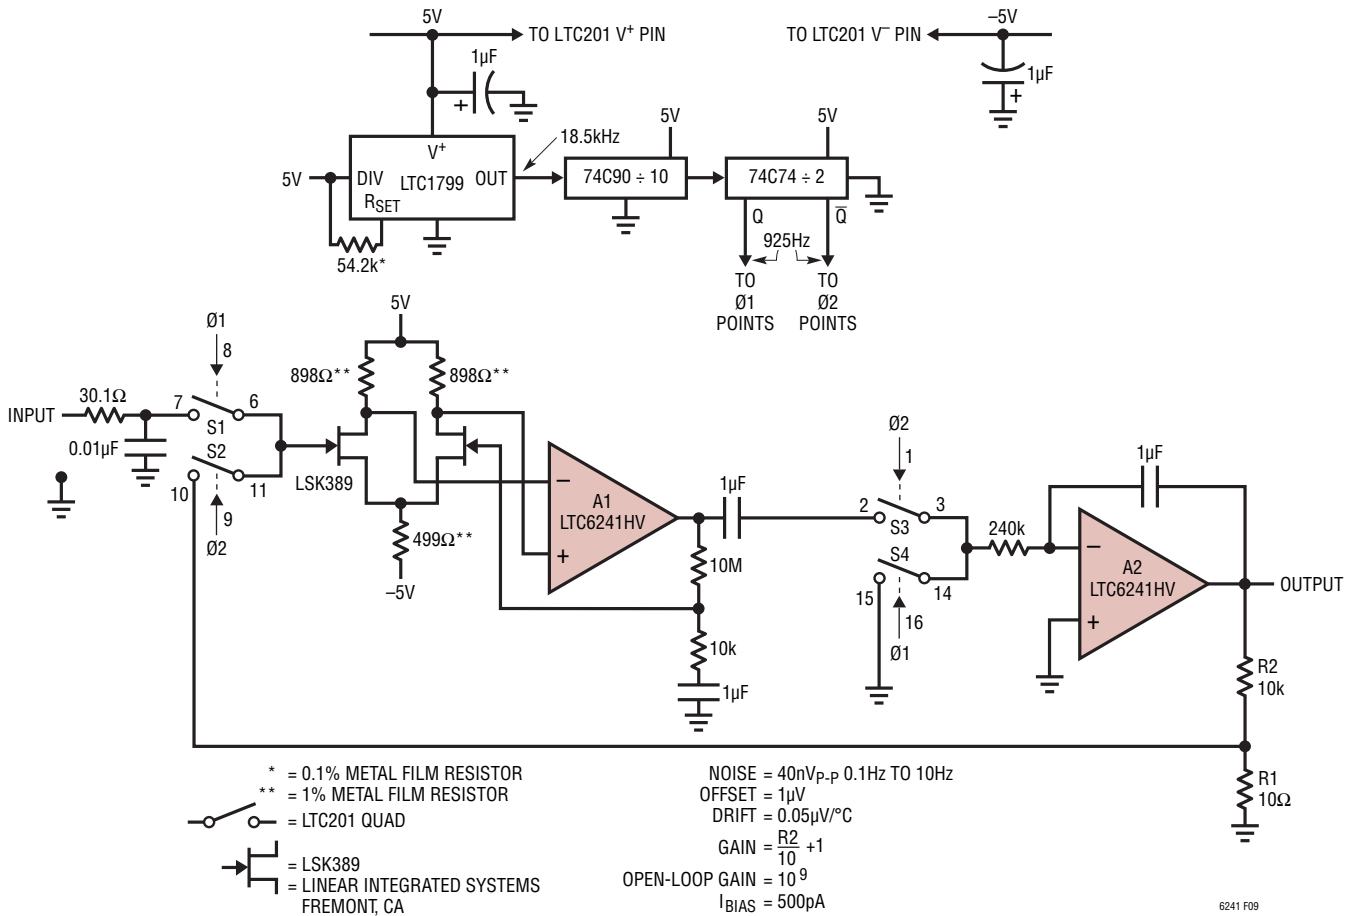 5V
TO LTC201 V+ PIN
1µF
+
V+
5V
DIV
LTC1799
OUT
RSET
54.2k*
18.5kHz
5V
74C90 ÷ 10
5V
74C74 ÷ 2
Q
Q̅
925Hz
TO
Ø1
POINTS
TO
Ø2
POINTS
–5V
TO LTC201 V– PIN
1µF
+
INPUT
30.1Ω
0.01µF
Ø1
8
7
6
S1
S2
10
11
9
Ø2
5V
898Ω**
898Ω**
LSK389
499Ω**
–5V
–
A1
LTC6241HV
+
1µF
10M
10k
1µF
Ø2
1
2
3
S3
S4
15
14
16
Ø1
240k
1µF
–
A2
LTC6241HV
+
OUTPUT
R2
10k
R1
10Ω
* = 0.1% METAL FILM RESISTOR
** = 1% METAL FILM RESISTOR
= LTC201 QUAD
= LSK389
= LINEAR INTEGRATED SYSTEMS
FREMONT, CA
NOISE = 40nVP-P 0.1Hz TO 10Hz
OFFSET = 1µV
DRIFT = 0.05µV/°C
GAIN = R2/10 +1
OPEN-LOOP GAIN = 10^9
IBIAS = 500pA
6241 F09